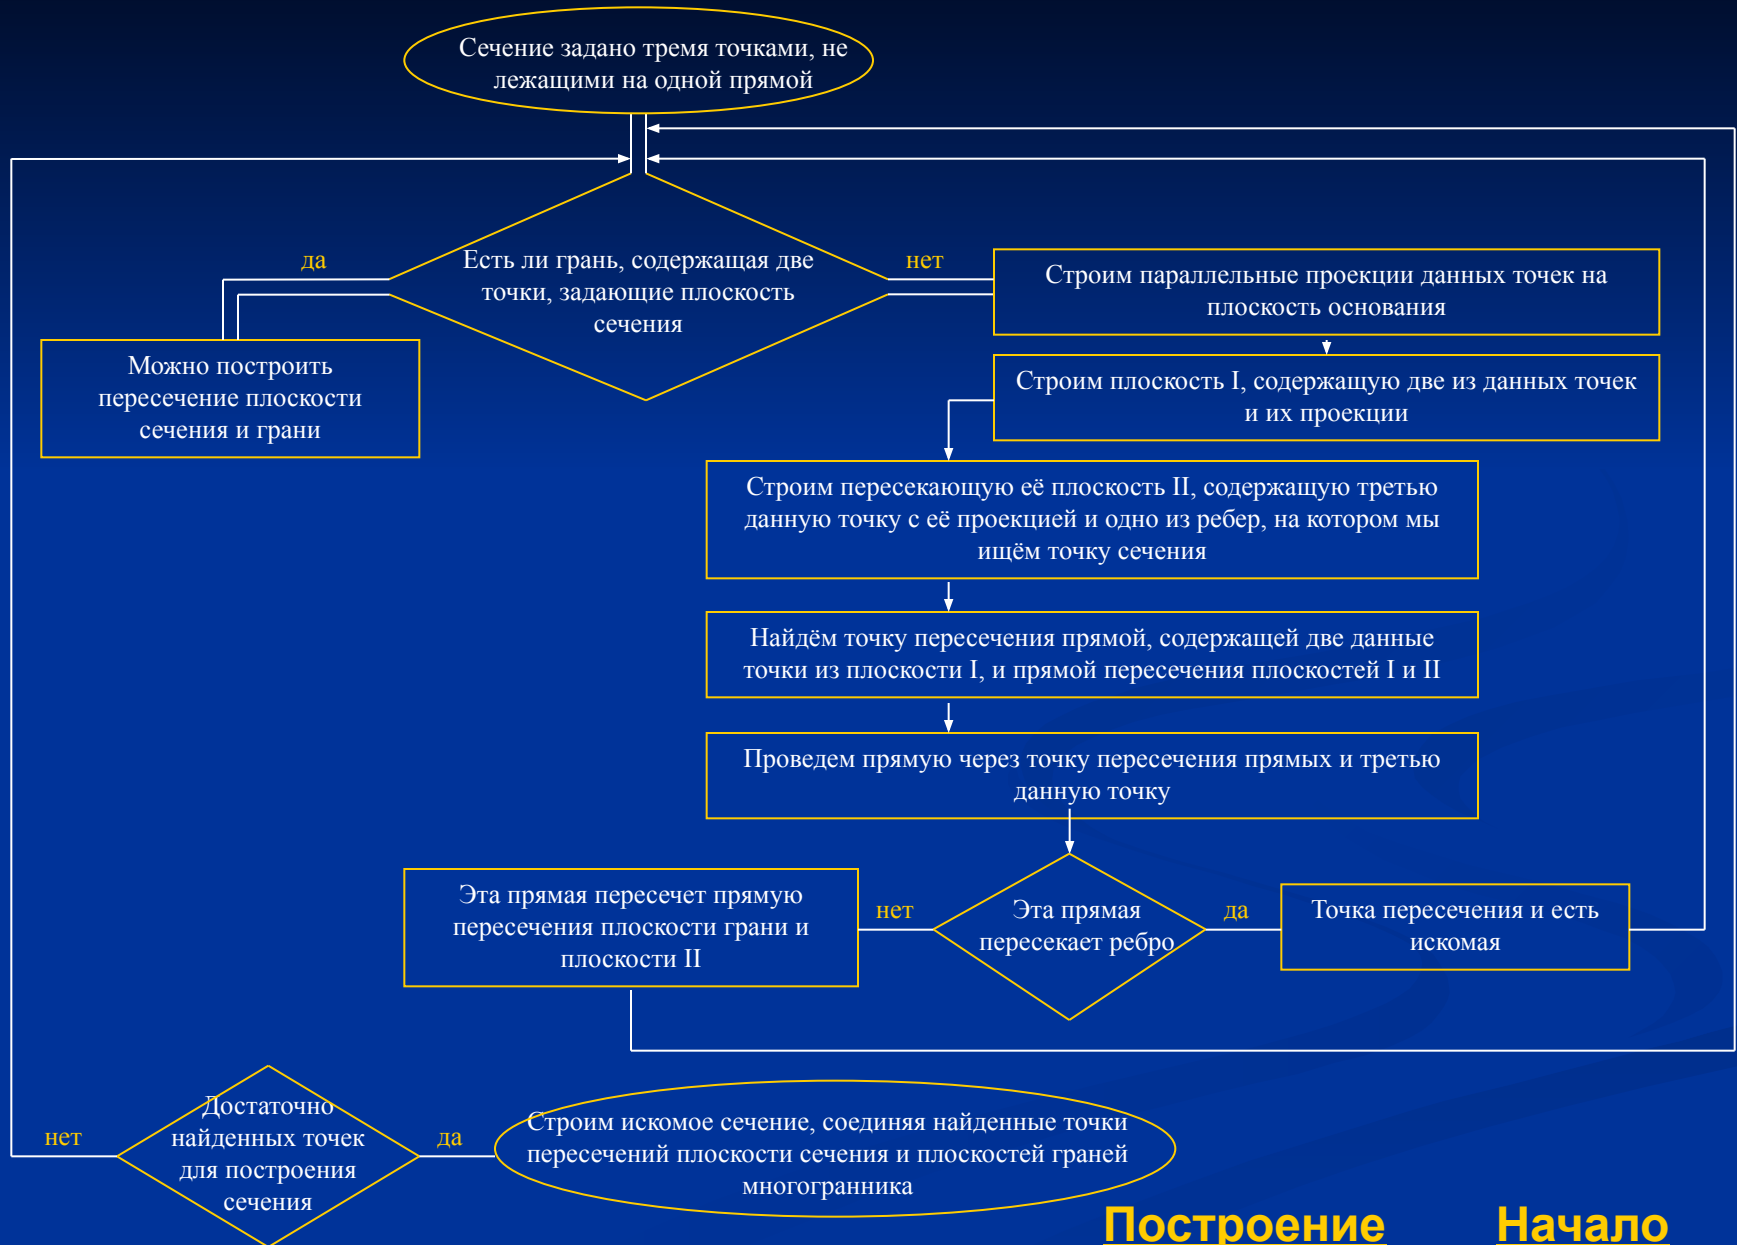 Сечение задано тремя точками, не
лежащими на одной прямой
да
Есть ли грань, содержащая две
точки, задающие плоскость
сечения
нет
Строим параллельные проекции данных точек на
плоскость основания
Можно построить
пересечение плоскости
сечения и грани
Строим плоскость I, содержащую две из данных точек
и их проекции
Строим пересекающую её плоскость II, содержащую третью
данную точку с её проекцией и одно из ребер, на котором мы
ищём точку сечения
Найдём точку пересечения прямой, содержащей две данные
точки из плоскости I, и прямой пересечения плоскостей I и II
Проведем прямую через точку пересечения прямых и третью
данную точку
Эта прямая пересечет прямую
пересечения плоскости грани и
плоскости II
нет
Эта прямая
пересекает ребро
да
Точка пересечения и есть
искомая
нет
Достаточно
найденных точек
для построения
сечения
да
Строим искомое сечение, соединяя найденные точки
пересечений плоскости сечения и плоскостей граней
многогранника
Построение
Начало